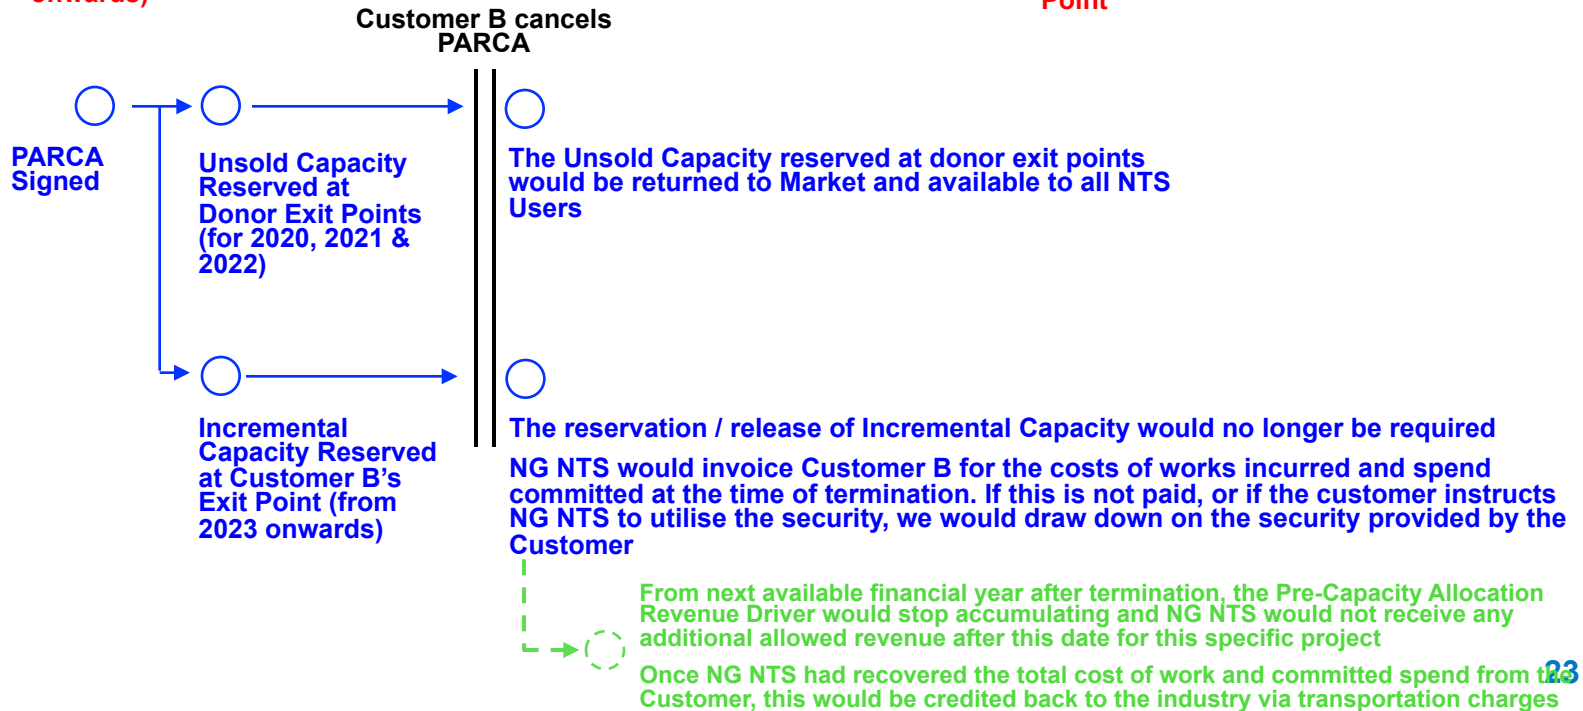 onwards)
Point
Customer B cancels
PARCA
PARCA
Signed
Unsold Capacity
Reserved at
Donor Exit Points
(for 2020, 2021 &
2022)
The Unsold Capacity reserved at donor exit points
would be returned to Market and available to all NTS
Users
Incremental
Capacity Reserved
at Customer B’s
Exit Point (from
2023 onwards)
The reservation / release of Incremental Capacity would no longer be required
NG NTS would invoice Customer B for the costs of works incurred and spend
committed at the time of termination. If this is not paid, or if the customer instructs
NG NTS to utilise the security, we would draw down on the security provided by the
Customer
From next available financial year after termination, the Pre-Capacity Allocation
Revenue Driver would stop accumulating and NG NTS would not receive any
additional allowed revenue after this date for this specific project
Once NG NTS had recovered the total cost of work and committed spend from the
Customer, this would be credited back to the industry via transportation charges
23